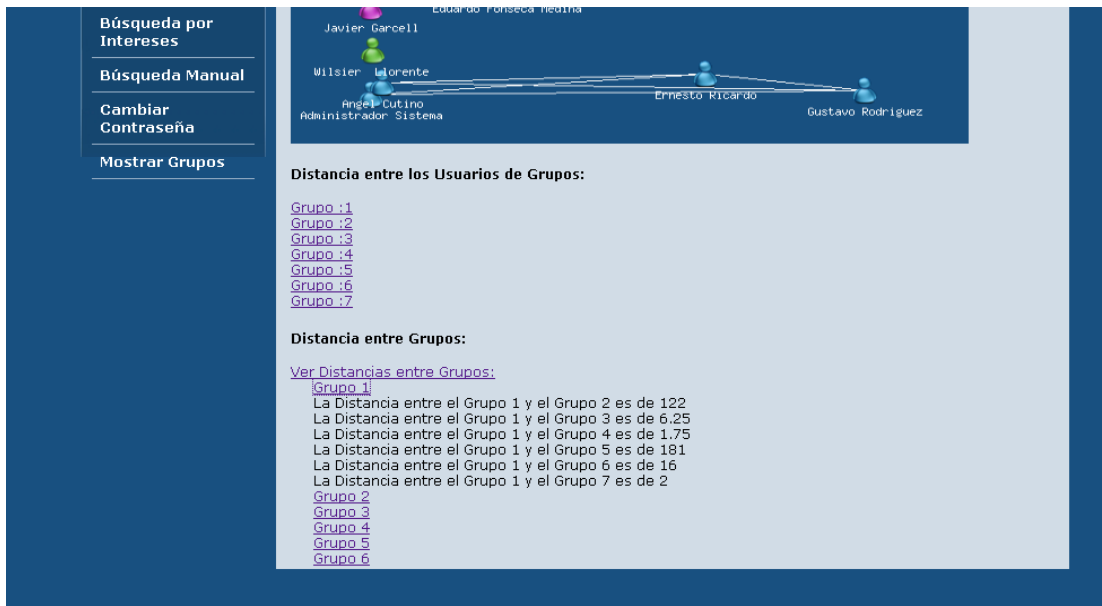 Búsqueda por
Intereses
Búsqueda Manual
Cambiar
Contraseña
Mostrar Grupos
Eduardo Fonseca Medina
Javier Garcell
Wilsier Llorente
Angel Cutino
Administrador Sistema
Ernesto Ricardo
Gustavo Rodriguez
Distancia entre los Usuarios de Grupos:
Grupo :1
Grupo :2
Grupo :3
Grupo :4
Grupo :5
Grupo :6
Grupo :7
Distancia entre Grupos:
Ver Distancias entre Grupos:
Grupo 1
La Distancia entre el Grupo 1 y el Grupo 2 es de 122
La Distancia entre el Grupo 1 y el Grupo 3 es de 6.25
La Distancia entre el Grupo 1 y el Grupo 4 es de 1.75
La Distancia entre el Grupo 1 y el Grupo 5 es de 181
La Distancia entre el Grupo 1 y el Grupo 6 es de 16
La Distancia entre el Grupo 1 y el Grupo 7 es de 2
Grupo 2
Grupo 3
Grupo 4
Grupo 5
Grupo 6